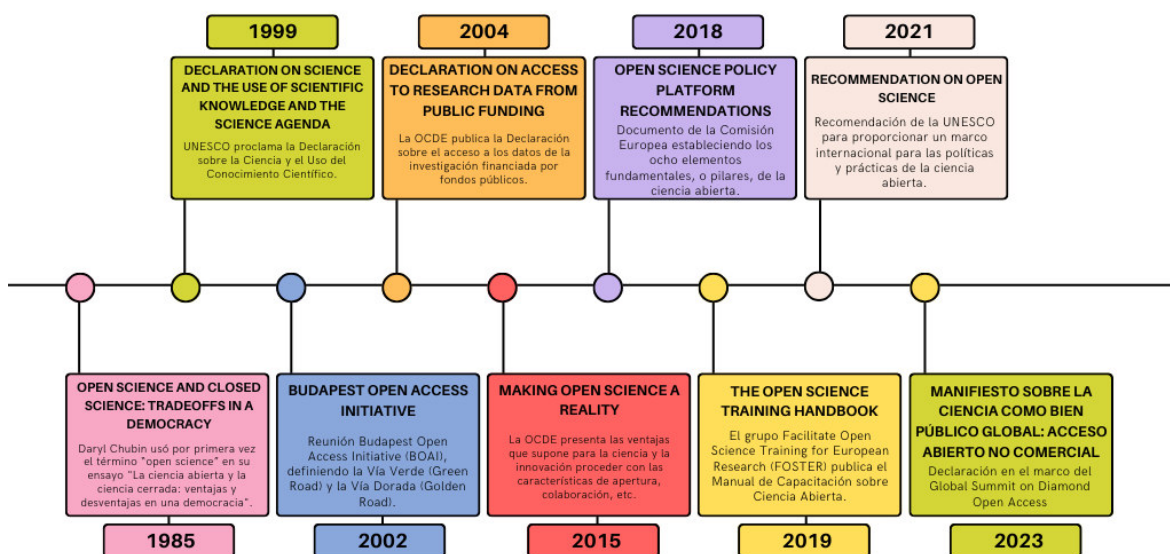 1999
DECLARATION ON SCIENCE
AND THE USE OF SCIENTIFIC
KNOWLEDGE AND THE
SCIENCE AGENDA
UNESCO proclama la Declaración
sobre la Ciencia y el Uso del
Conocimiento Científico.
2004
DECLARATION ON ACCESS
TO RESEARCH DATA FROM
PUBLIC FUNDING
La OCDE publica la Declaración
sobre el acceso a los datos de la
investigación financiada por
fondos públicos.
2018
OPEN SCIENCE POLICY
PLATFORM
RECOMMENDATIONS
Documento de la Comisión
Europea estableciendo los
ocho elementos
fundamentales, o pilares, de la
ciencia abierta.
2021
RECOMMENDATION ON OPEN
SCIENCE
Recomendación de la UNESCO
para proporcionar un marco
internacional para las políticas
y prácticas de la ciencia
abierta.
OPEN SCIENCE AND CLOSED
SCIENCE: TRADEOFFS IN A
DEMOCRACY
Daryl Chubin usó por primera vez
el término "open science" en su
ensayo "La ciencia abierta y la
ciencia cerrada: ventajas y
desventajas en una democracia".
1985
BUDAPEST OPEN ACCESS
INITIATIVE
Reunión Budapest Open
Access Initiative (BOAI),
definiendo la Vía Verde (Green
Road) y la Vía Dorada (Golden
Road).
2002
MAKING OPEN SCIENCE A
REALITY
La OCDE presenta las ventajas
que supone para la ciencia y la
innovación proceder con las
características de apertura,
colaboración, etc.
2015
THE OPEN SCIENCE
TRAINING HANDBOOK
El grupo Facilitate Open
Science Training for European
Research (FOSTER) publica el
Manual de Capacitación sobre
Ciencia Abierta.
2019
MANIFIESTO SOBRE LA
CIENCIA COMO BIEN
PÚBLICO GLOBAL: ACCESO
ABIERTO NO COMERCIAL
Declaración en el marco del
Global Summit on Diamond
Open Access
2023